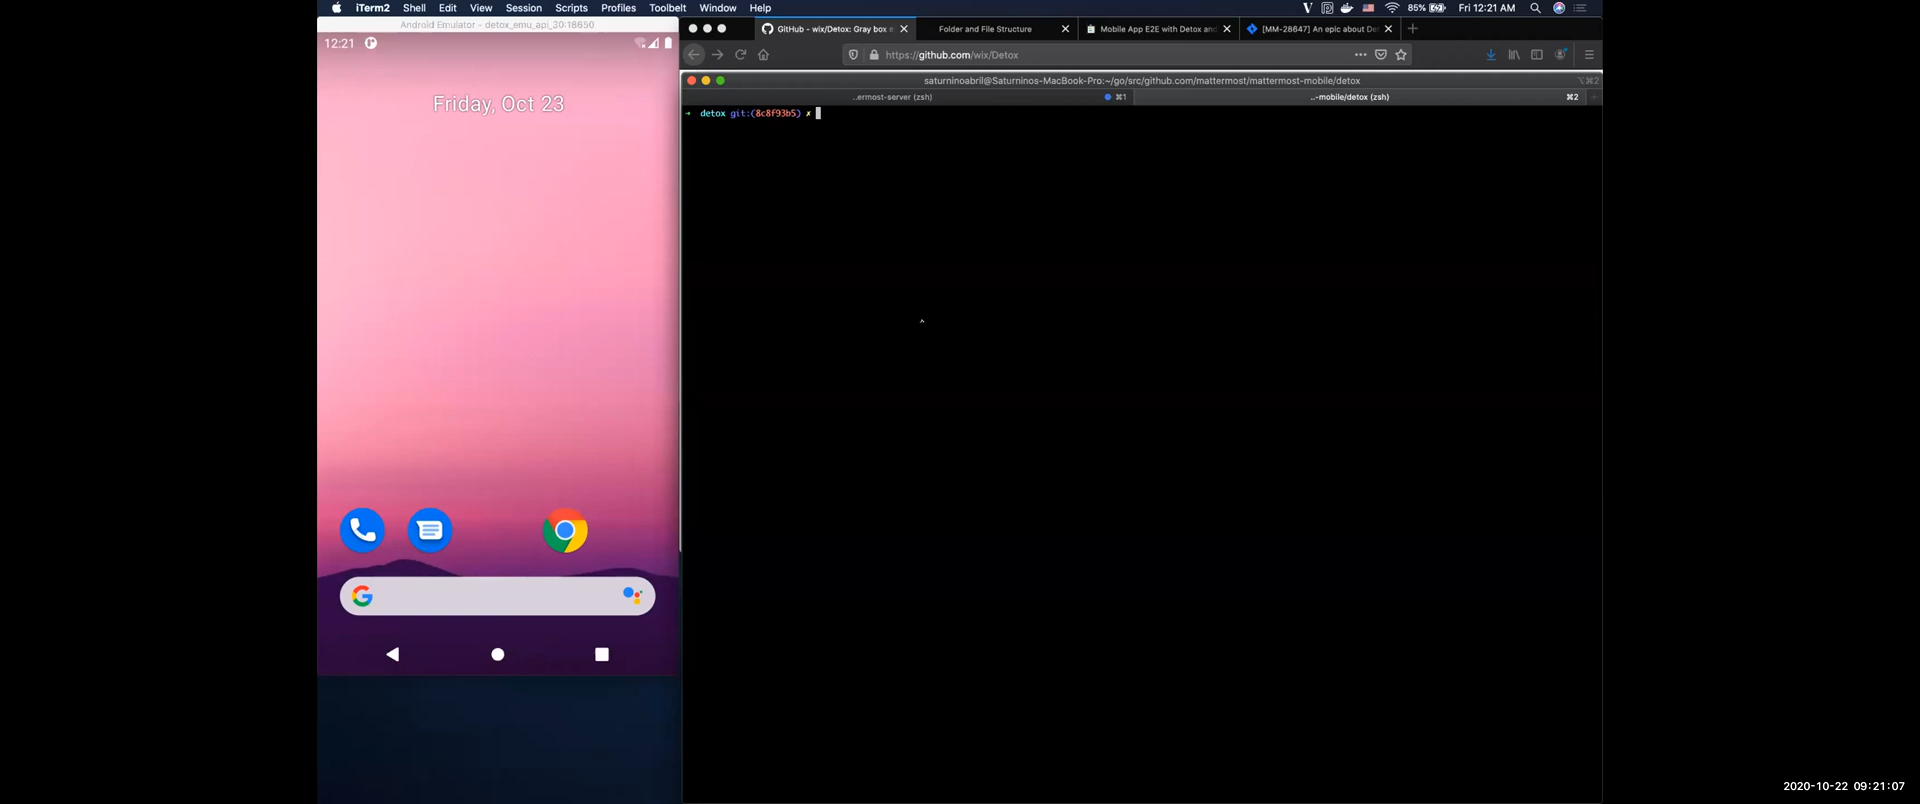 iTerm2 Shell Edit View Session Scripts Profiles Toolbelt Window Help 85% Fri 12:21 AM
Android Emulator - detox_emu_api_30:18650
12:21
Friday, Oct 23
GitHub - wix/Detox: Gray box e
Folder and File Structure
Mobile App E2E with Detox and
[MM-28647] An epic about De
https://github.com/wix/Detox
saturninoabril@Saturninos-MacBook-Pro:~/go/src/github.com/mattermost/mattermost-mobile/detox ⌥⌘2
..ermost-server (zsh) ⌘1
..-mobile/detox (zsh) ⌘2
➜ detox git:(8c8f93b5) ✗
2020-10-22 09:21:07